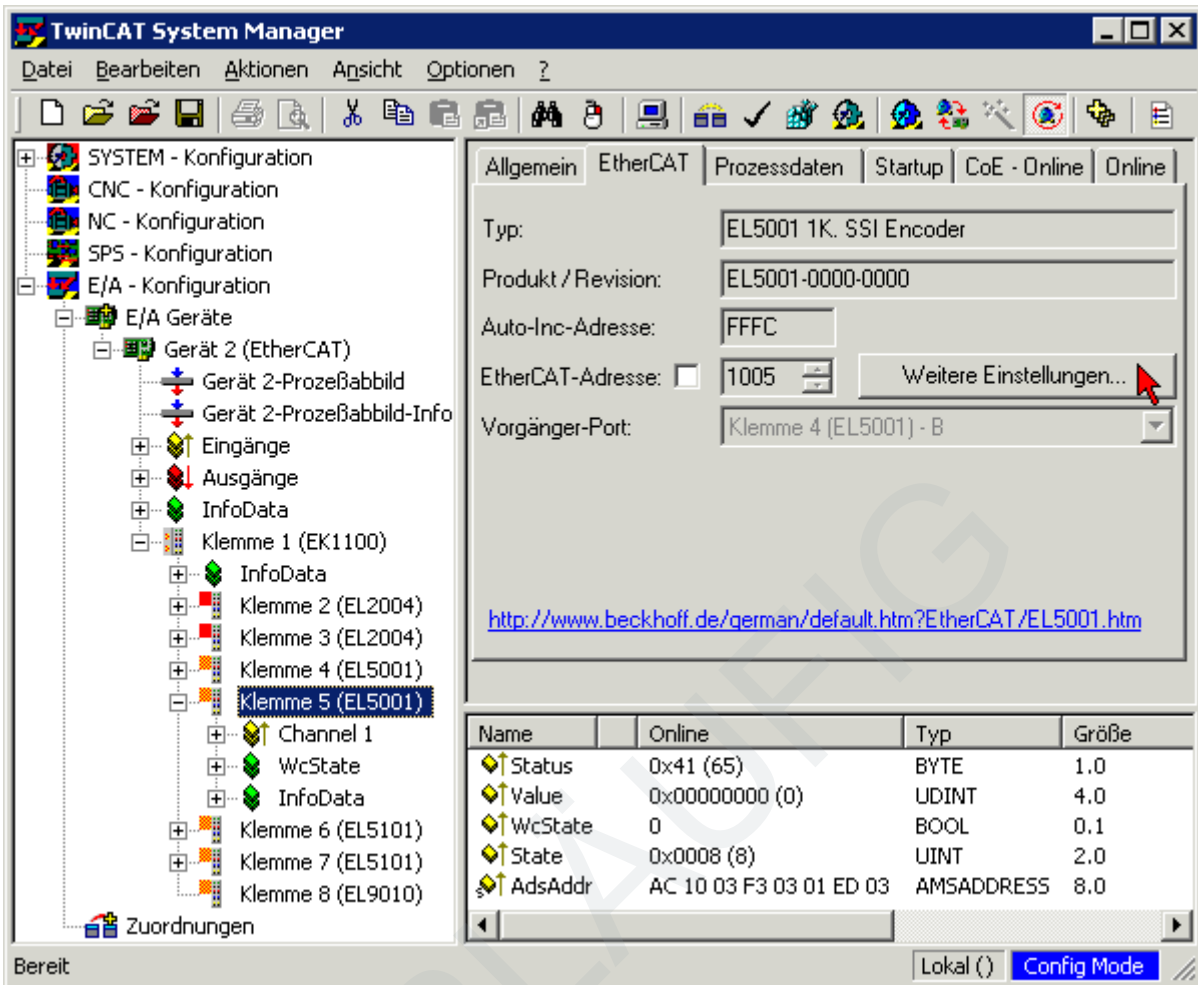 TwinCAT System Manager
Datei Bearbeiten Aktionen Ansicht Optionen ?
SYSTEM - Konfiguration
CNC - Konfiguration
NC - Konfiguration
SPS - Konfiguration
E/A - Konfiguration
E/A Geräte
Gerät 2 (EtherCAT)
Gerät 2-Prozeßabbild
Gerät 2-Prozeßabbild-Info
Eingänge
Ausgänge
InfoData
Klemme 1 (EK1100)
InfoData
Klemme 2 (EL2004)
Klemme 3 (EL2004)
Klemme 4 (EL5001)
Klemme 5 (EL5001)
Channel 1
WcState
InfoData
Klemme 6 (EL5101)
Klemme 7 (EL5101)
Klemme 8 (EL9010)
Zuordnungen
Allgemein EtherCAT Prozessdaten Startup CoE - Online Online
Typ: EL5001 1K. SSI Encoder
Produkt / Revision: EL5001-0000-0000
Auto-Inc-Adresse: FFFC
EtherCAT-Adresse: 1005 Weitere Einstellungen...
Vorgänger-Port: Klemme 4 (EL5001) - B
http://www.beckhoff.de/german/default.htm?EtherCAT/EL5001.htm
Name Online Typ Größe
Status 0x41 (65) BYTE 1.0
Value 0x00000000 (0) UDINT 4.0
WcState 0 BOOL 0.1
State 0x0008 (8) UINT 2.0
AdsAddr AC 10 03 F3 03 01 ED 03 AMSADDRESS 8.0
Bereit Lokal () Config Mode